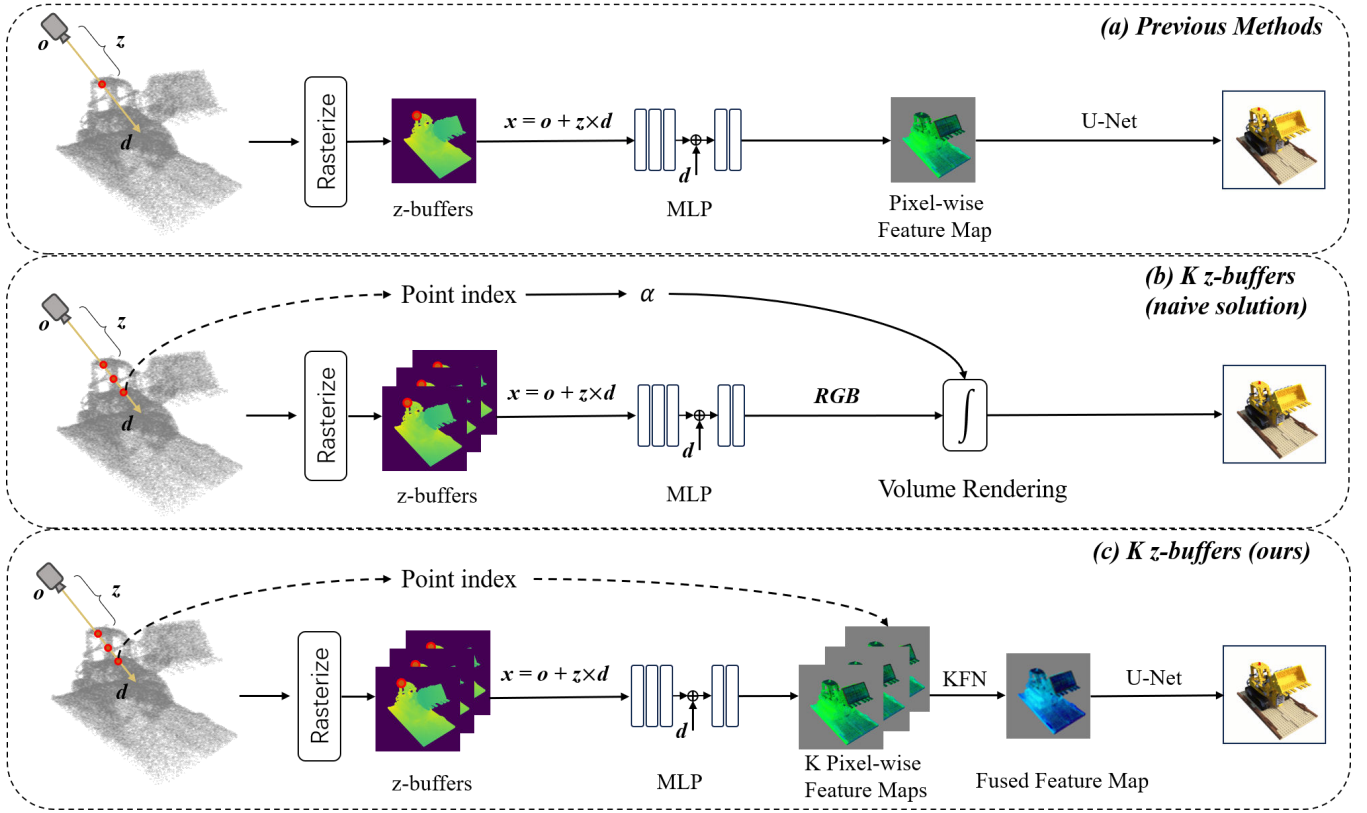 (a) Previous Methods
o
z
d
Rasterize
z-buffers
x = o + z×d
d
MLP
Pixel-wise
Feature Map
U-Net
(b) K z-buffers
(naive solution)
o
z
d
Point index
α
Rasterize
z-buffers
x = o + z×d
d
MLP
RGB
∫
Volume Rendering
(c) K z-buffers (ours)
o
z
d
Point index
Rasterize
z-buffers
x = o + z×d
d
MLP
K Pixel-wise
Feature Maps
KFN
Fused Feature Map
U-Net